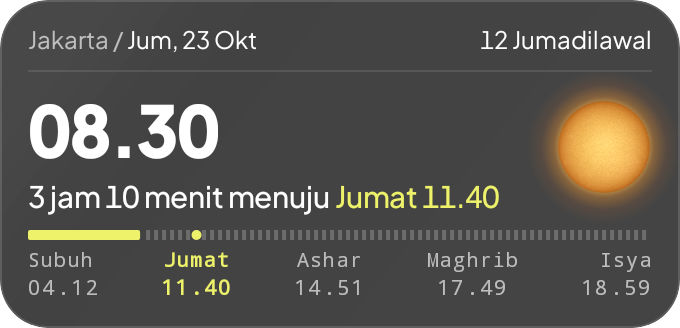 Jakarta / Jum, 23 Okt 12 Jumadilawal
08.30
3 jam 10 menit menuju Jumat 11.40
Subuh Jumat Ashar Maghrib Isya
04.12 11.40 14.51 17.49 18.59